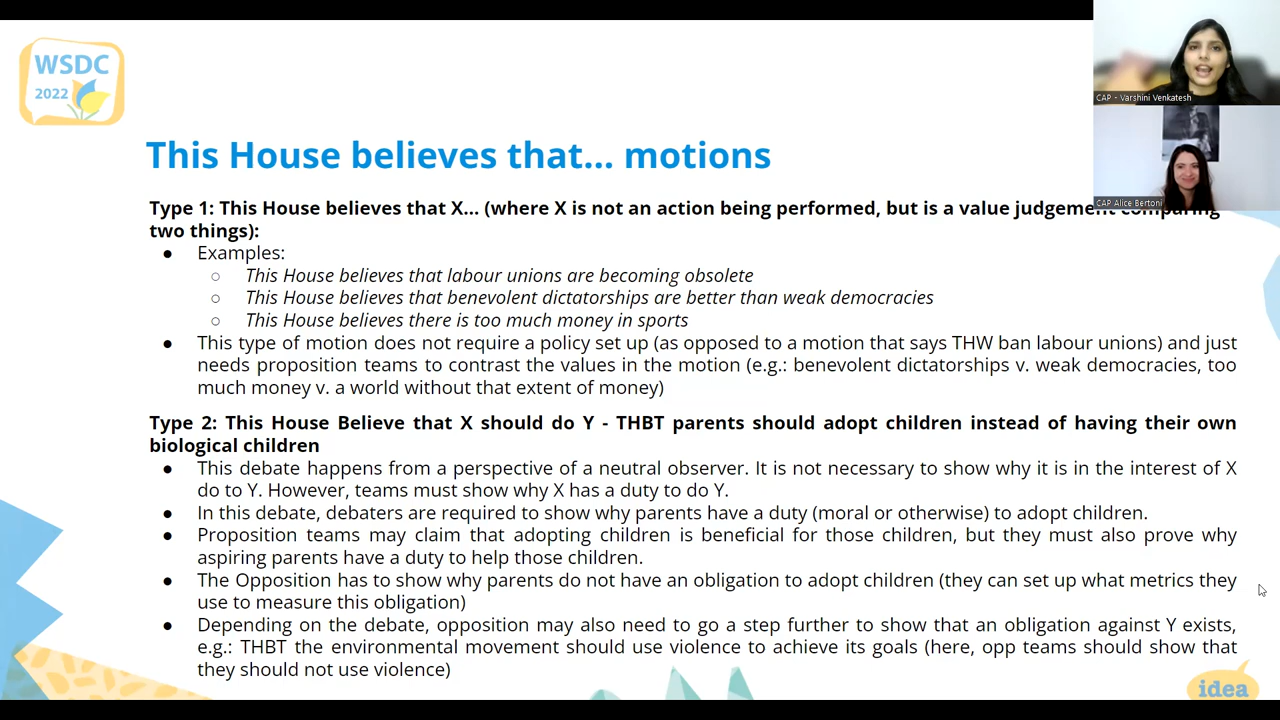 WSDC
2022
CAP - Varshini Venkatesh
CAP Alice Bertoni
This House believes that... motions
Type 1: This House believes that X... (where X is not an action being performed, but is a value judgement comparing
two things):
● Examples:
○ This House believes that labour unions are becoming obsolete
○ This House believes that benevolent dictatorships are better than weak democracies
○ This House believes there is too much money in sports
● This type of motion does not require a policy set up (as opposed to a motion that says THW ban labour unions) and just
needs proposition teams to contrast the values in the motion (e.g.: benevolent dictatorships v. weak democracies, too
much money v. a world without that extent of money)
Type 2: This House Believe that X should do Y - THBT parents should adopt children instead of having their own
biological children
● This debate happens from a perspective of a neutral observer. It is not necessary to show why it is in the interest of X
do to Y. However, teams must show why X has a duty to do Y.
● In this debate, debaters are required to show why parents have a duty (moral or otherwise) to adopt children.
● Proposition teams may claim that adopting children is beneficial for those children, but they must also prove why
aspiring parents have a duty to help those children.
● The Opposition has to show why parents do not have an obligation to adopt children (they can set up what metrics they
use to measure this obligation)
● Depending on the debate, opposition may also need to go a step further to show that an obligation against Y exists,
e.g.: THBT the environmental movement should use violence to achieve its goals (here, opp teams should show that
they should not use violence)
idea